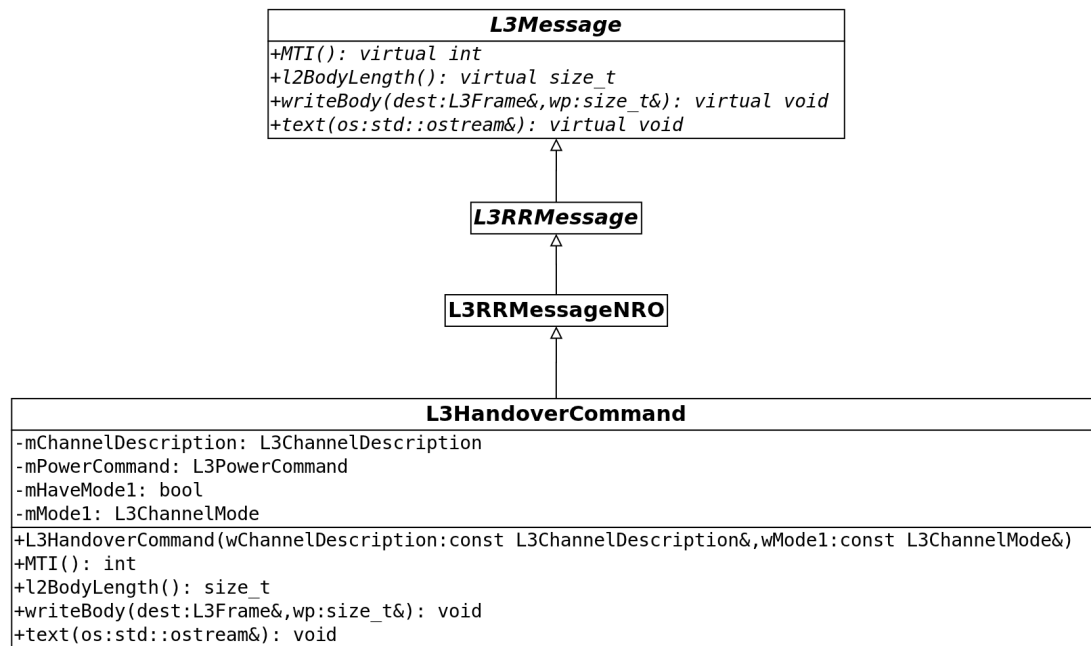 L3Message
+MTI(): virtual int
+l2BodyLength(): virtual size_t
+writeBody(dest:L3Frame&,wp:size_t&): virtual void
+text(os:std::ostream&): virtual void
L3RRMessage
L3RRMessageNRO
L3HandoverCommand
-mChannelDescription: L3ChannelDescription
-mPowerCommand: L3PowerCommand
-mHaveMode1: bool
-mMode1: L3ChannelMode
+L3HandoverCommand(wChannelDescription:const L3ChannelDescription&,wMode1:const L3ChannelMode&)
+MTI(): int
+l2BodyLength(): size_t
+writeBody(dest:L3Frame&,wp:size_t&): void
+text(os:std::ostream&): void